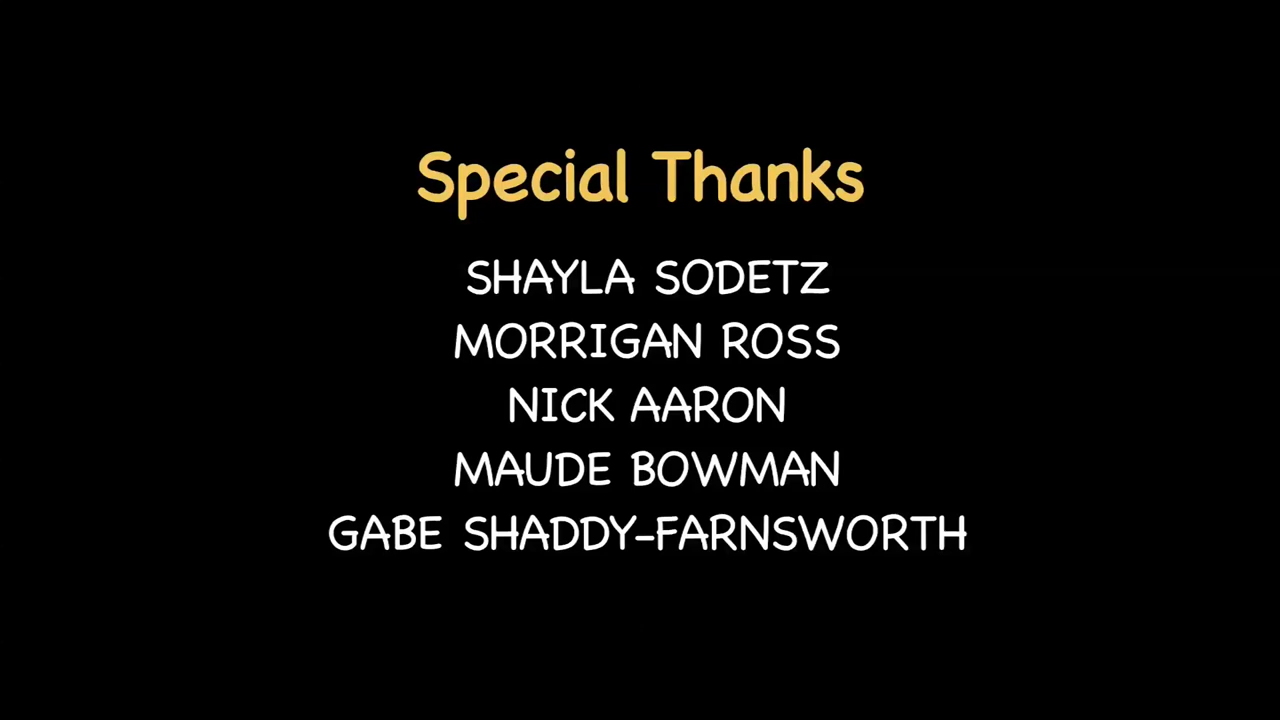 Special Thanks
SHAYLA SODETZ
MORRIGAN ROSS
NICK AARON
MAUDE BOWMAN
GABE SHADDY-FARNSWORTH